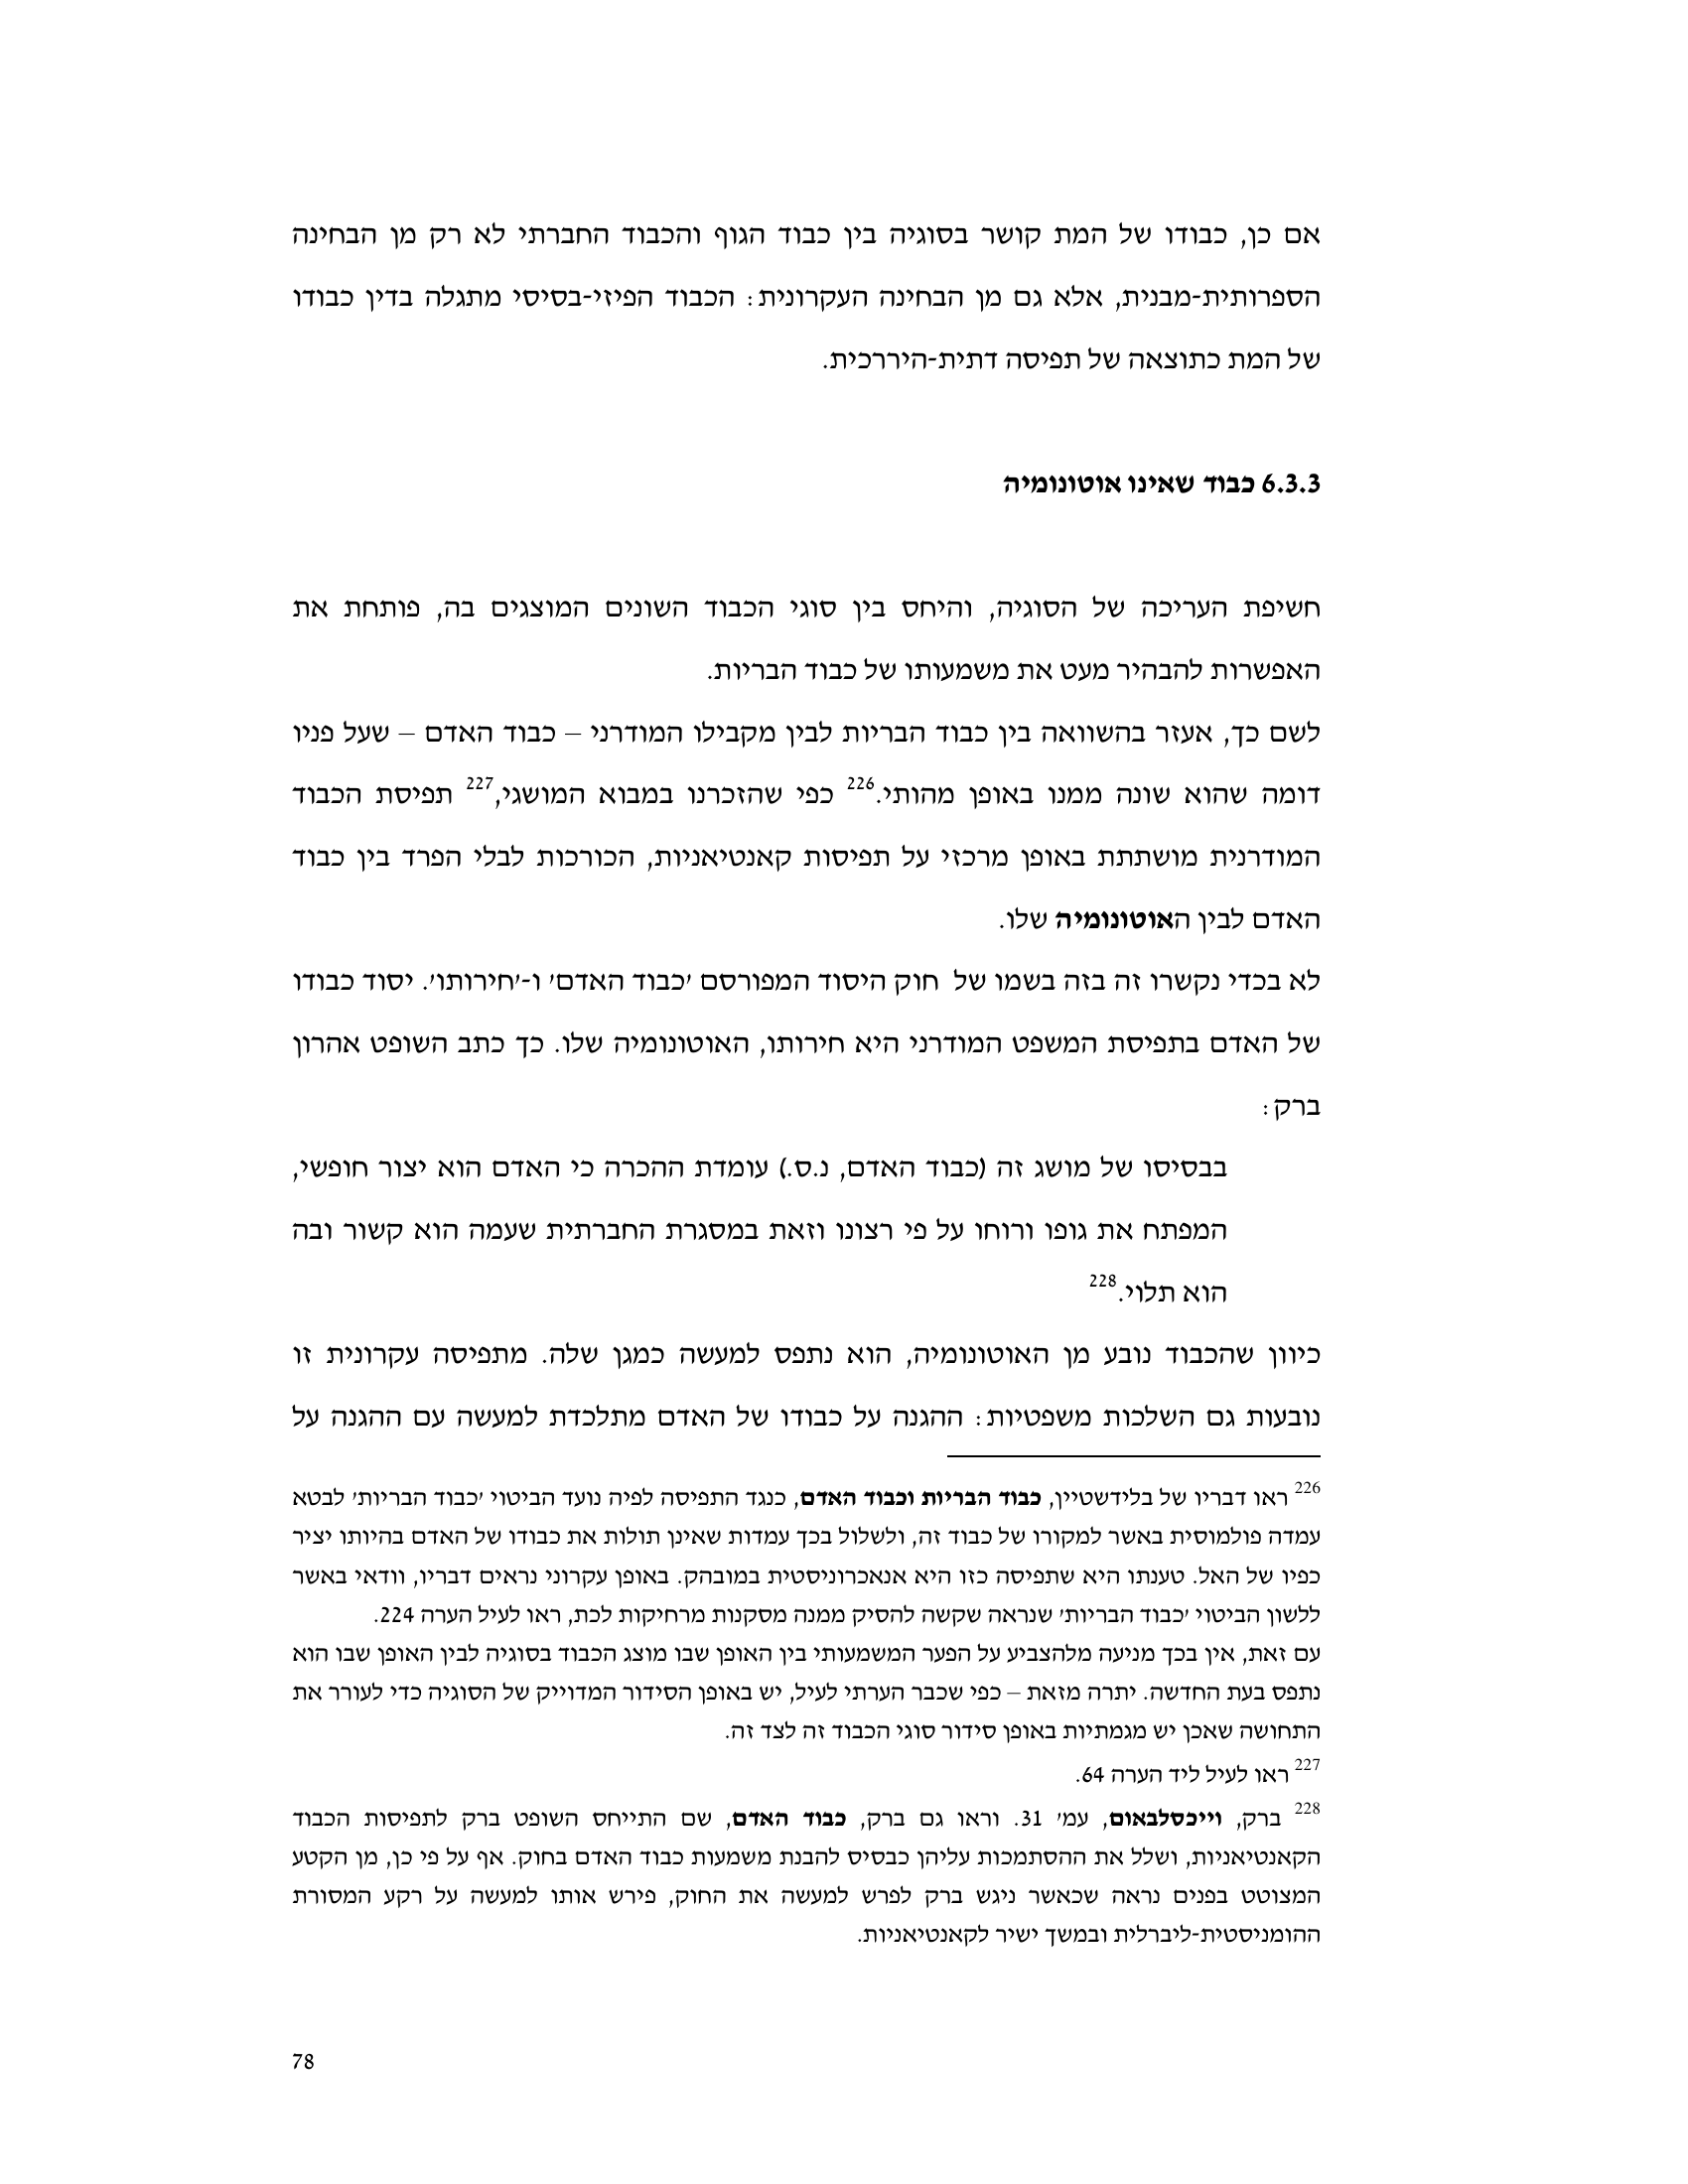 אם כן, כבודו של המת קושר בסוגיה בין כבוד הגוף והכבוד החברתי לא רק מן הבחינה
הספרותית-מבנית, אלא גם מן הבחינה העקרונית: הכבוד הפיזי-בסיסי מתגלה בדין כבודו
של המת כתוצאה של תפיסה דתית-היררכית.
6.3.3 כבוד שאינו אוטונומיה
חשיפת העריכה של הסוגיה, והיחס בין סוגי הכבוד השונים המוצגים בה, פותחת את
האפשרות להבהיר מעט את משמעותו של כבוד הבריות.
לשם כך, אעזר בהשוואה בין כבוד הבריות לבין מקבילו המודרני – כבוד האדם – שעל פניו
דומה שהוא שונה ממנו באופן מהותי.226 כפי שהזכרנו במבוא המושגי,227 תפיסת הכבוד
המודרנית מושתתת באופן מרכזי על תפיסות קאנטיאניות, הכורכות לבלי הפרד בין כבוד
האדם לבין האוטונומיה שלו.
לא בכדי נקשרו זה בזה בשמו של חוק היסוד המפורסם 'כבוד האדם' ו-'חירותו'. יסוד כבודו
של האדם בתפיסת המשפט המודרני היא חירותו, האוטונומיה שלו. כך כתב השופט אהרון
ברק:
בבסיסו של מושג זה (כבוד האדם, נ.ס.) עומדת ההכרה כי האדם הוא יצור חופשי,
המפתח את גופו ורוחו על פי רצונו וזאת במסגרת החברתית שעמה הוא קשור ובה
הוא תלוי.228
כיוון שהכבוד נובע מן האוטונומיה, הוא נתפס למעשה כמגן שלה. מתפיסה עקרונית זו
נובעות גם השלכות משפטיות: ההגנה על כבודו של האדם מתלכדת למעשה עם ההגנה על
226 ראו דבריו של בלידשטיין, כבוד הבריות וכבוד האדם, כנגד התפיסה לפיה נועד הביטוי 'כבוד הבריות' לבטא
עמדה פולמוסית באשר למקורו של כבוד זה, ולשלול בכך עמדות שאינן תולות את כבודו של האדם בהיותו יציר
כפיו של האל. טענתו היא שתפיסה כזו היא אנאכרוניסטית במובהק. באופן עקרוני נראים דבריו, וודאי באשר
ללשון הביטוי 'כבוד הבריות' שנראה שקשה להסיק ממנה מסקנות מרחיקות לכת, ראו לעיל הערה 224.
עם זאת, אין בכך מניעה מלהצביע על הפער המשמעותי בין האופן שבו מוצג הכבוד בסוגיה לבין האופן שבו הוא
נתפס בעת החדשה. יתרה מזאת – כפי שכבר הערתי לעיל, יש באופן הסידור המדוייק של הסוגיה כדי לעורר את
התחושה שאכן יש מגמתיות באופן סידור סוגי הכבוד זה לצד זה.
227 ראו לעיל ליד הערה 64.
228 ברק, וייכסלבאום, עמ' 31. וראו גם ברק, כבוד האדם, שם התייחס השופט ברק לתפיסות הכבוד
הקאנטיאניות, ושלל את ההסתמכות עליהן כבסיס להבנת משמעות כבוד האדם בחוק. אף על פי כן, מן הקטע
המצוטט בפנים נראה שכאשר ניגש ברק לפרש למעשה את החוק, פירש אותו למעשה על רקע המסורת
ההומניסטית-ליברלית ובמשך ישיר לקאנטיאניות.
78